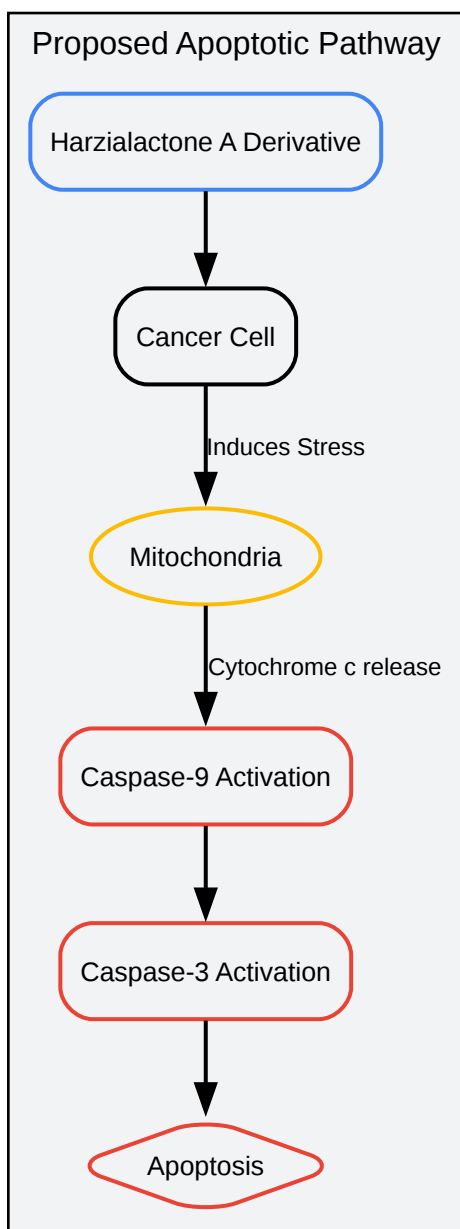 Proposed Apoptotic Pathway
Harzialactone A Derivative
Cancer Cell
Induces Stress
Mitochondria
Cytochrome c release
Caspase-9 Activation
Caspase-3 Activation
Apoptosis